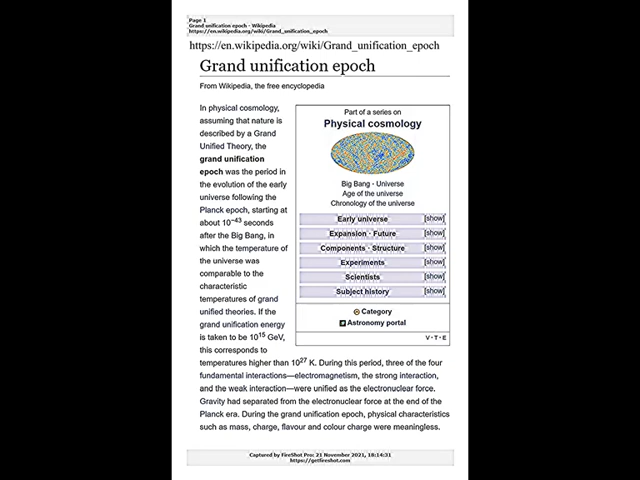 Page 1
Grand unification epoch - Wikipedia
https://en.wikipedia.org/wiki/Grand_unification_epoch
https://en.wikipedia.org/wiki/Grand_unification_epoch
Grand unification epoch
From Wikipedia, the free encyclopedia
In physical cosmology,
assuming that nature is
described by a Grand
Unified Theory, the
grand unification
epoch was the period in
the evolution of the early
universe following the
Planck epoch, starting at
about 10⁻⁴³ seconds
after the Big Bang, in
which the temperature of
the universe was
comparable to the
characteristic
temperatures of grand
unified theories. If the
grand unification energy
is taken to be 10¹⁵ GeV,
this corresponds to
temperatures higher than 10²⁷ K. During this period, three of the four
fundamental interactions—electromagnetism, the strong interaction,
and the weak interaction—were unified as the electronuclear force.
Gravity had separated from the electronuclear force at the end of the
Planck era. During the grand unification epoch, physical characteristics
such as mass, charge, flavour and colour charge were meaningless.
Part of a series on
Physical cosmology
Big Bang · Universe
Age of the universe
Chronology of the universe
Early universe [show]
Expansion · Future [show]
Components · Structure [show]
Experiments [show]
Scientists [show]
Subject history [show]
Category
Astronomy portal
V · T · E
Captured by FireShot Pro: 21 November 2021, 18:14:31
https://getfireshot.com